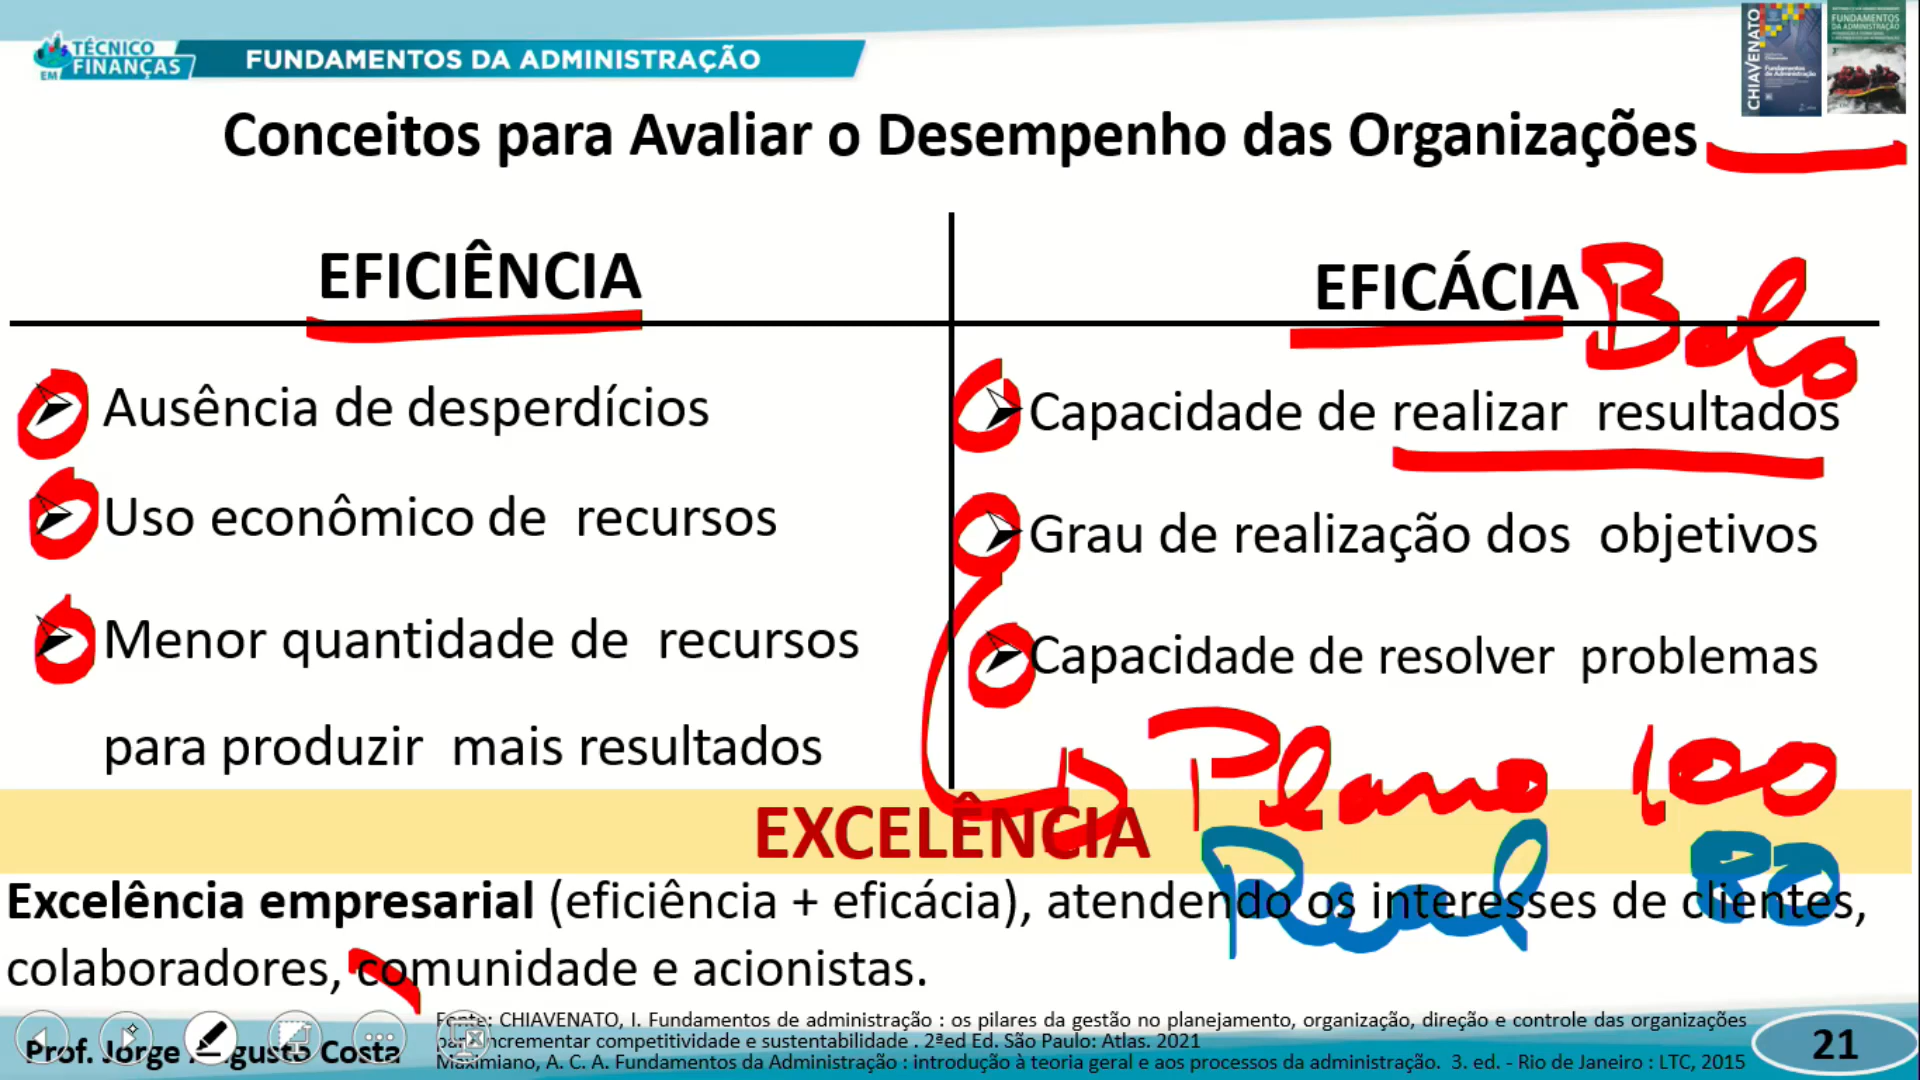 TÉCNICO
EM FINANÇAS
FUNDAMENTOS DA ADMINISTRAÇÃO
CHIAVENATO
Fundamentos
de Administração
FUNDAMENTOS
DA ADMINISTRAÇÃO
Conceitos para Avaliar o Desempenho das Organizações
EFICIÊNCIA
EFICÁCIA
Bolo
➢ Ausência de desperdícios
➢ Uso econômico de recursos
➢ Menor quantidade de recursos
para produzir mais resultados
➢ Capacidade de realizar resultados
➢ Grau de realização dos objetivos
➢ Capacidade de resolver problemas
Plano 100
Real 80
EXCELÊNCIA
Excelência empresarial (eficiência + eficácia), atendendo os interesses de clientes,
colaboradores, comunidade e acionistas.
Prof. Jorge Augusto Costa
Fonte: CHIAVENATO, I. Fundamentos de administração : os pilares da gestão no planejamento, organização, direção e controle das organizações
para incrementar competitividade e sustentabilidade . 2ªed Ed. São Paulo: Atlas. 2021
Maximiano, A. C. A. Fundamentos da Administração : introdução à teoria geral e aos processos da administração. 3. ed. - Rio de Janeiro : LTC, 2015
21